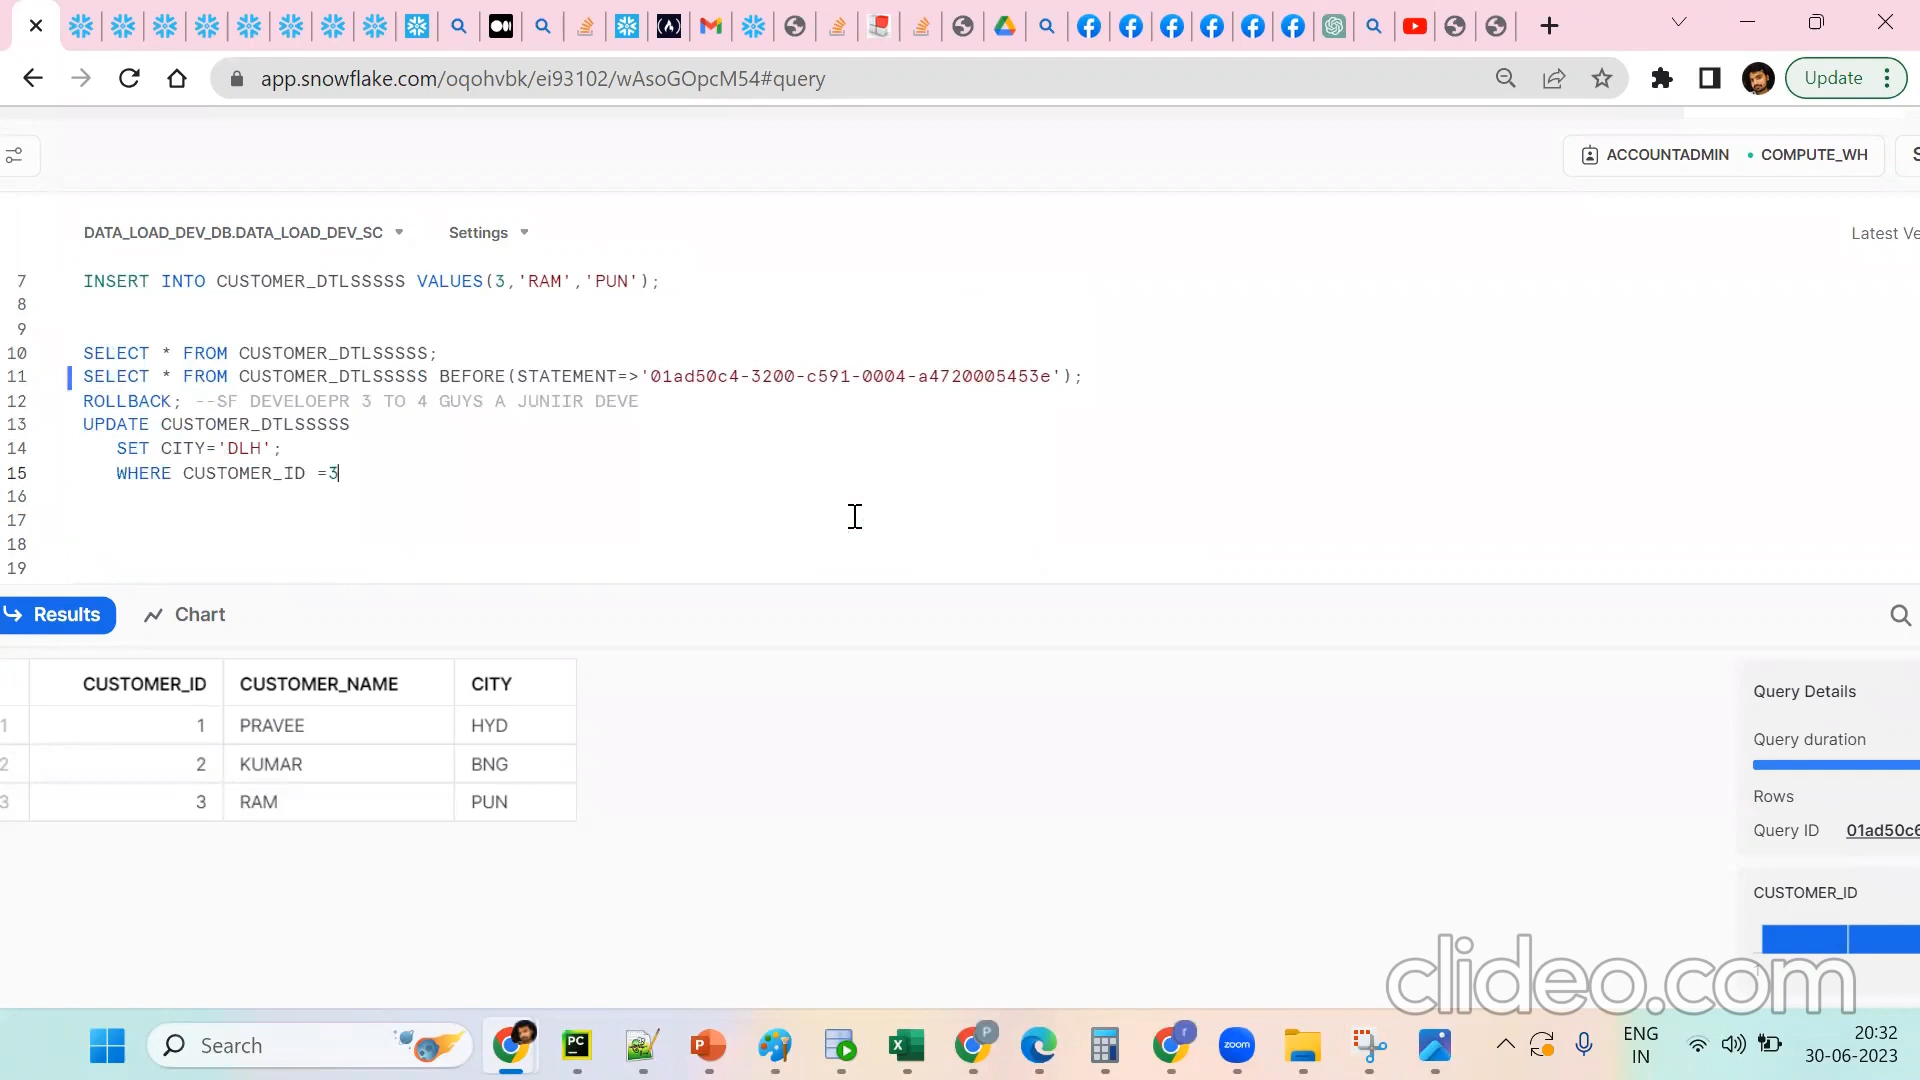 app.snowflake.com/oqohvbk/ei93102/wAsoGOpcM54#query
Update
ACCOUNTADMIN • COMPUTE_WH
DATA_LOAD_DEV_DB.DATA_LOAD_DEV_SC
Settings
Latest Ve
7 INSERT INTO CUSTOMER_DTLSSSSS VALUES(3,'RAM','PUN');
8
9
10 SELECT * FROM CUSTOMER_DTLSSSSS;
11 SELECT * FROM CUSTOMER_DTLSSSSS BEFORE(STATEMENT=>'01ad50c4-3200-c591-0004-a4720005453e');
12 ROLLBACK; --SF DEVELOEPR 3 TO 4 GUYS A JUNIIR DEVE
13 UPDATE CUSTOMER_DTLSSSSS
14 SET CITY='DLH';
15 WHERE CUSTOMER_ID =3
16
17
18
19
Results
Chart
CUSTOMER_ID CUSTOMER_NAME CITY
1 1 PRAVEE HYD
2 2 KUMAR BNG
3 3 RAM PUN
Query Details
Query duration
Rows
Query ID 01ad50c6
CUSTOMER_ID
1
clideo.com
Search
PC
P
r
zoom
ENG
IN
20:32
30-06-2023